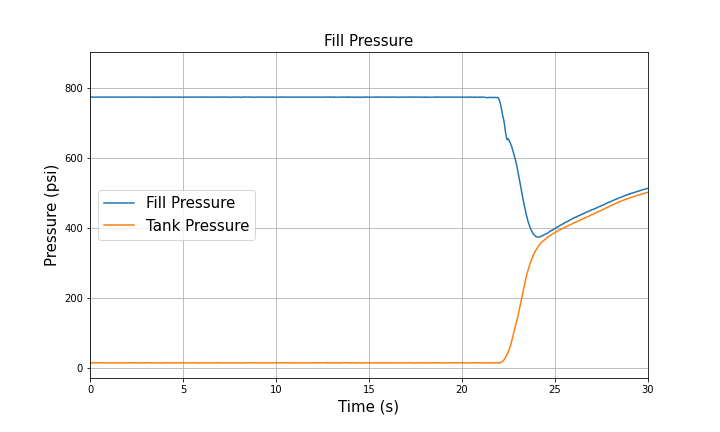 Fill Pressure
Pressure (psi)
800
600
400
200
0
Fill Pressure
Tank Pressure
0 5 10 15 20 25 30
Time (s)